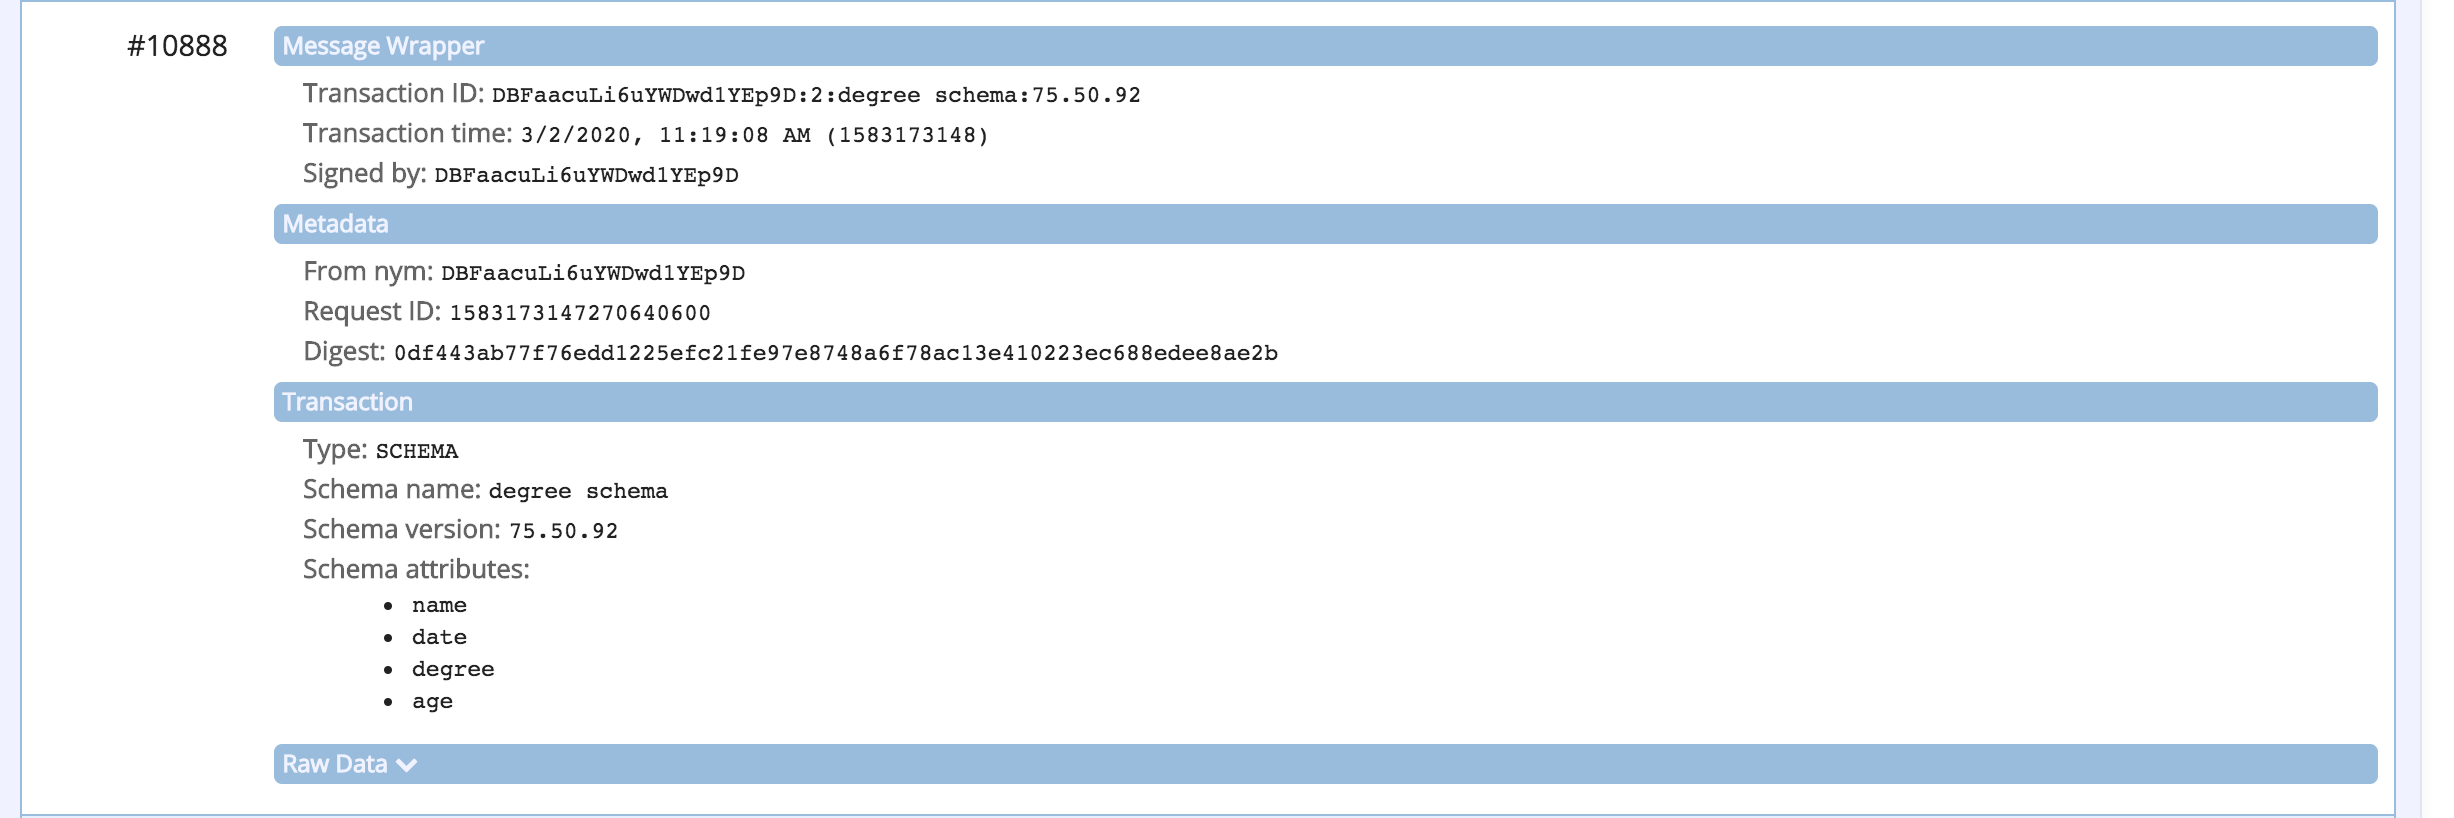 #10888
Message Wrapper
Transaction ID: DBFaacuLi6uYWDwd1YEp9D:2:degree schema:75.50.92
Transaction time: 3/2/2020, 11:19:08 AM (1583173148)
Signed by: DBFaacuLi6uYWDwd1YEp9D
Metadata
From nym: DBFaacuLi6uYWDwd1YEp9D
Request ID: 1583173147270640600
Digest: 0df443ab77f76edd1225efc21fe97e8748a6f78ac13e410223ec688edee8ae2b
Transaction
Type: SCHEMA
Schema name: degree schema
Schema version: 75.50.92
Schema attributes:
• name
• date
• degree
• age
Raw Data